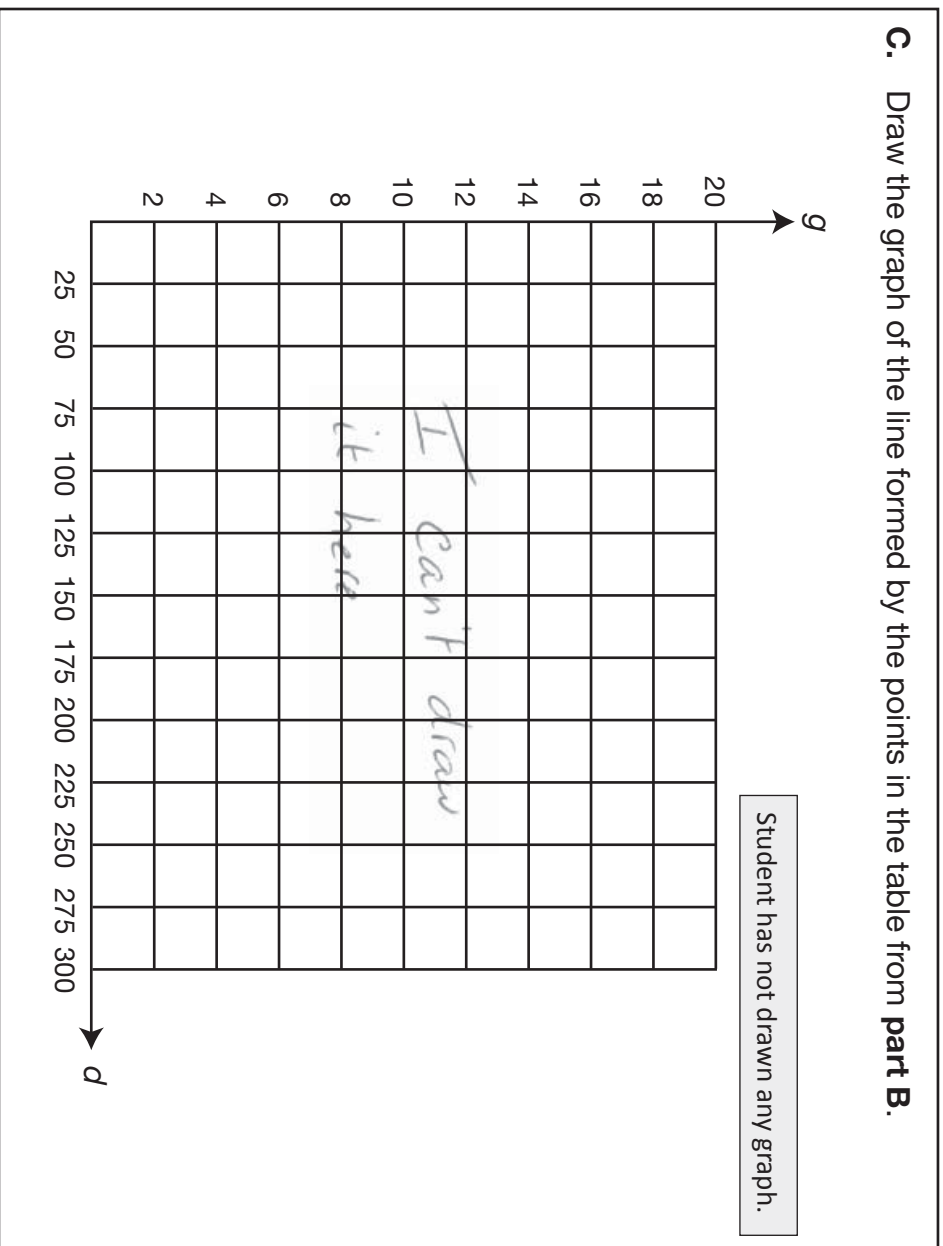 C. Draw the graph of the line formed by the points in the table from part B.
Student has not drawn any graph.
g
20
18
16
14
12
10
8
6
4
2
I can't draw
it here
25 50 75 100 125 150 175 200 225 250 275 300
d